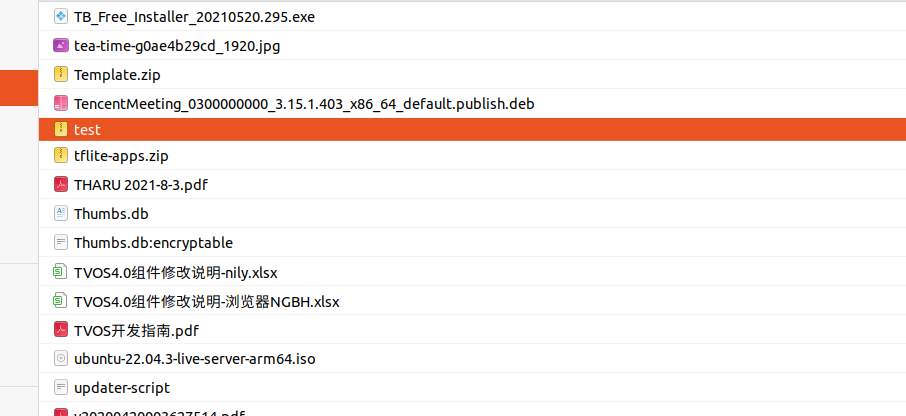 TB_Free_Installer_20210520.295.exe
tea-time-g0ae4b29cd_1920.jpg
Template.zip
TencentMeeting_0300000000_3.15.1.403_x86_64_default.publish.deb
test
tflite-apps.zip
THARU 2021-8-3.pdf
Thumbs.db
Thumbs.db:encryptable
TVOS4.0组件修改说明-nily.xlsx
TVOS4.0组件修改说明-浏览器NGBH.xlsx
TVOS开发指南.pdf
ubuntu-22.04.3-live-server-arm64.iso
updater-script